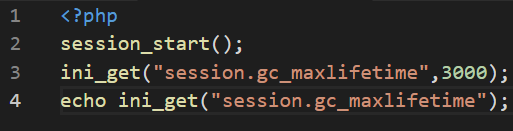 1 <?php
2 session_start();
3 ini_get("session.gc_maxlifetime",3000);
4 echo ini_get("session.gc_maxlifetime");